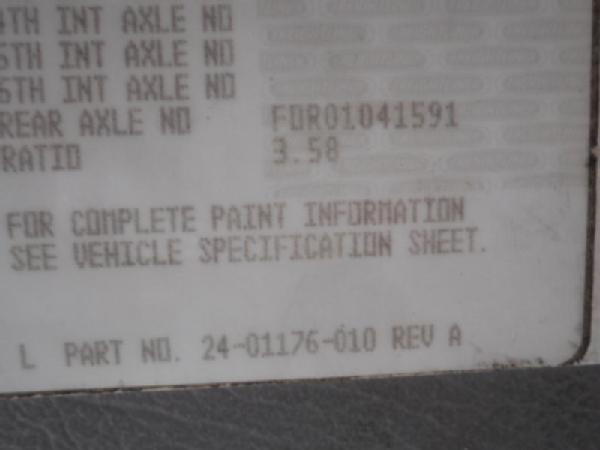 4TH INT AXLE NO
5TH INT AXLE NO
6TH INT AXLE NO
REAR AXLE NO FDR01041591
RATIO 3.58
FOR COMPLETE PAINT INFORMATION
SEE VEHICLE SPECIFICATION SHEET.
L PART NO. 24-01176-010 REV A